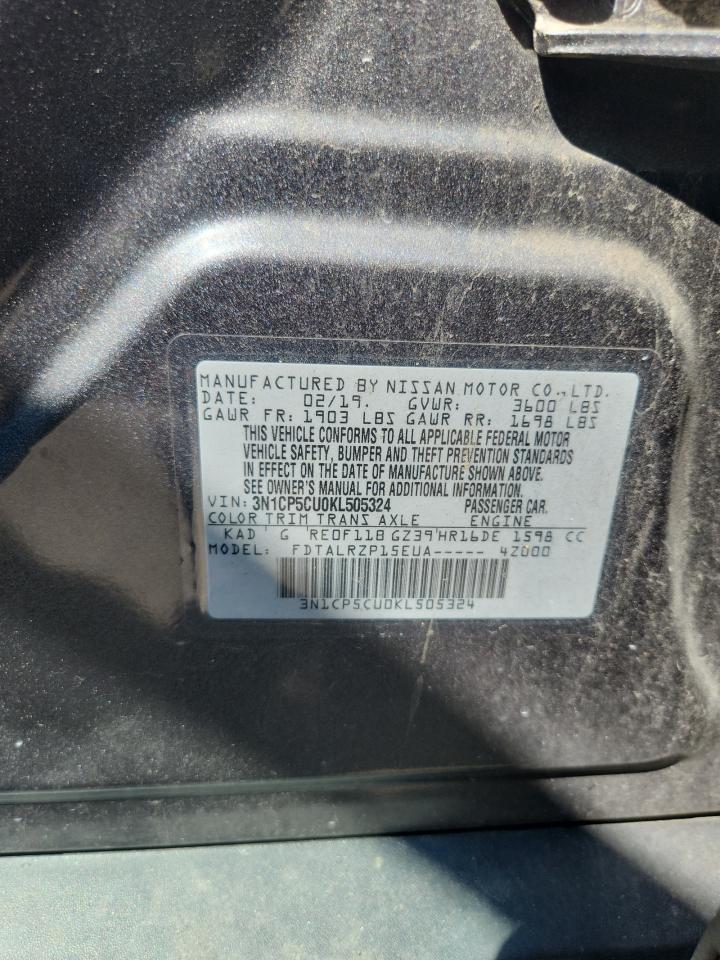 MANUFACTURED BY NISSAN MOTOR CO., LTD.
DATE: 02/19. GVWR: 3600 LBS
GAWR FR: 1903 LBS GAWR RR: 1698 LBS
THIS VEHICLE CONFORMS TO ALL APPLICABLE FEDERAL MOTOR
VEHICLE SAFETY, BUMPER AND THEFT PREVENTION STANDARDS
IN EFFECT ON THE DATE OF MANUFACTURE SHOWN ABOVE.
SEE OWNER'S MANUAL FOR ADDITIONAL INFORMATION.
VIN: 3N1CP5CU0KL505324 PASSENGER CAR.
COLOR TRIM TRANS AXLE ENGINE
KAD G RE0F11B GZ39 HR16DE 1598 CC
MODEL: FDTALRZP15EUA----- 4Z000
3N1CP5CU0KL505324